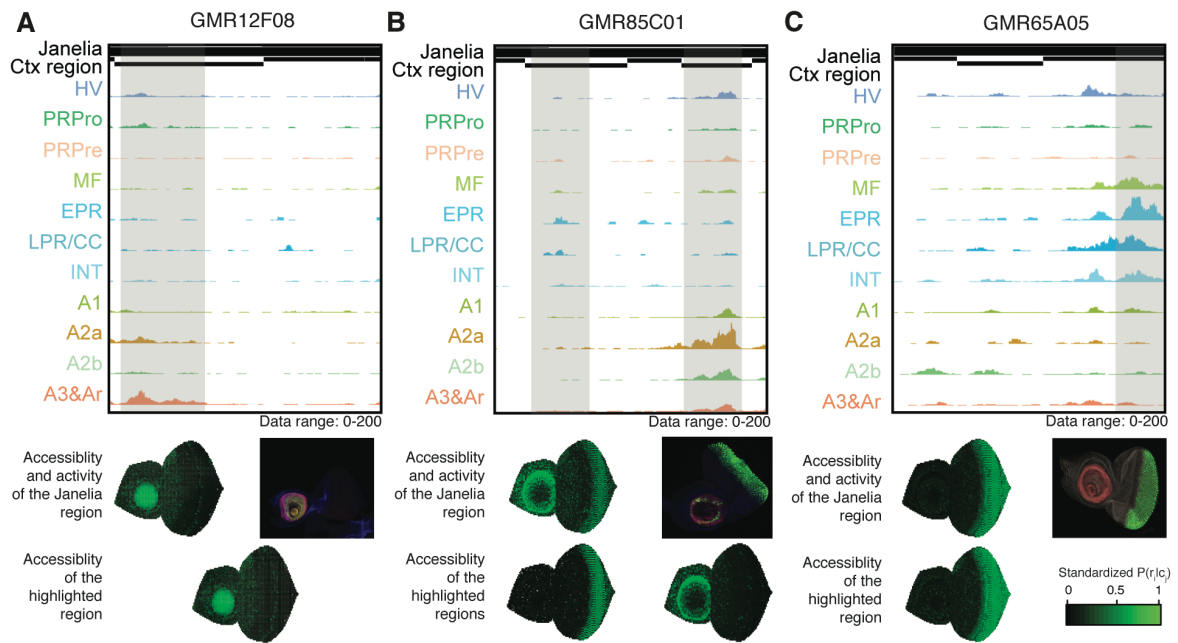 A
GMR12F08
Janelia
Ctx region
HV
PRPro
PRPre
MF
EPR
LPR/CC
INT
A1
A2a
A2b
A3&Ar
Data range: 0-200
Accessiblity
and activity
of the Janelia
region
Accessiblity
of the
highlighted
region
B
GMR85C01
Janelia
Ctx region
HV
PRPro
PRPre
MF
EPR
LPR/CC
INT
A1
A2a
A2b
A3&Ar
Data range: 0-200
Accessiblity
and activity
of the Janelia
region
Accessiblity
of the
highlighted
regions
C
GMR65A05
Janelia
Ctx region
HV
PRPro
PRPre
MF
EPR
LPR/CC
INT
A1
A2a
A2b
A3&Ar
Data range: 0-200
Accessiblity
and activity
of the Janelia
region
Accessiblity
of the
highlighted
region
Standardized P(ri|cj)
0 0.5 1